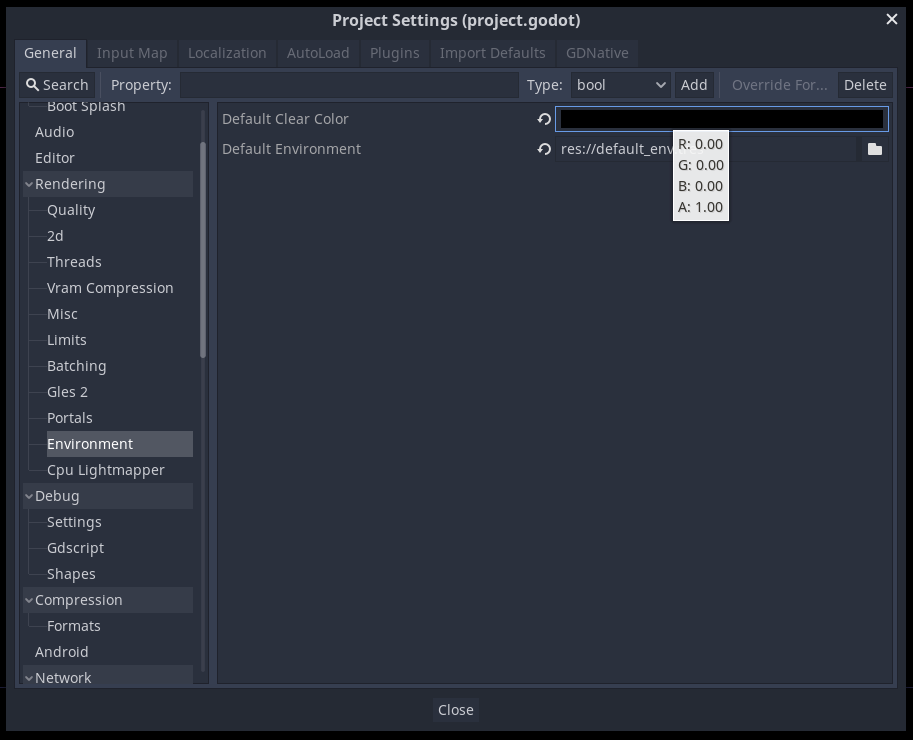 Project Settings (project.godot)
General Input Map Localization AutoLoad Plugins Import Defaults GDNative
Search Property: Type: bool Add Override For... Delete
Boot Splash
Audio
Editor
Rendering
Quality
2d
Threads
Vram Compression
Misc
Limits
Batching
Gles 2
Portals
Environment
Cpu Lightmapper
Debug
Settings
Gdscript
Shapes
Compression
Formats
Android
Network
Default Clear Color
Default Environment res://default_env
R: 0.00
G: 0.00
B: 0.00
A: 1.00
Close